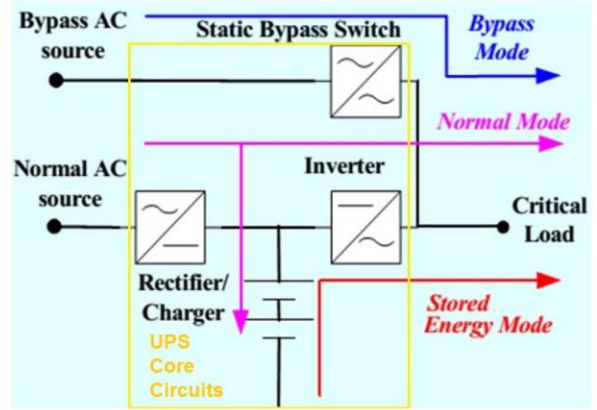 Bypass AC
source
Static Bypass Switch
Bypass
Mode
Normal Mode
Normal AC
source
Inverter
Critical
Load
Rectifier/
Charger
UPS
Core
Circuits
Stored
Energy Mode